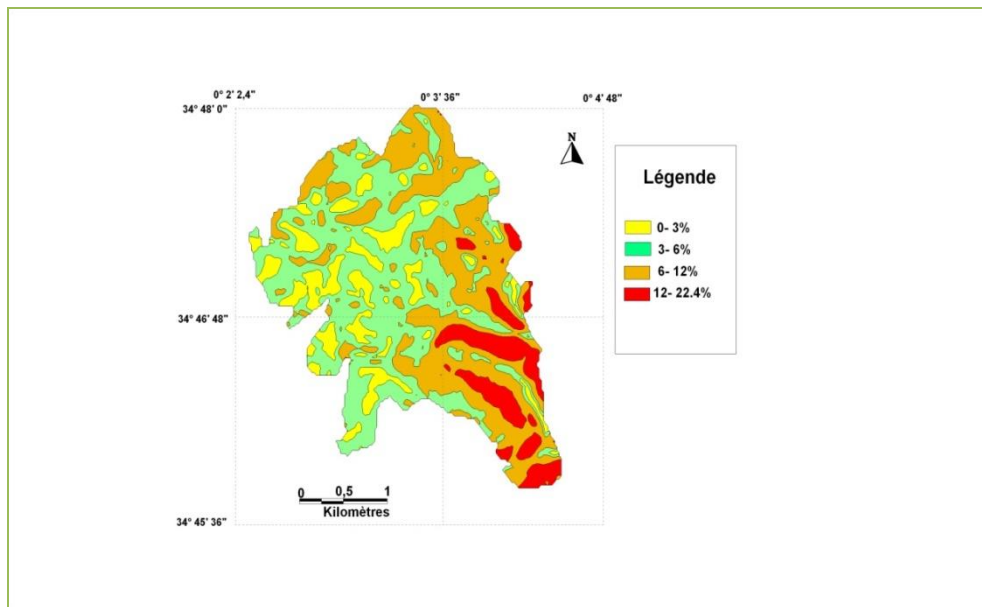 0° 2' 2,4"
0° 3' 36"
0° 4' 48"
34° 48' 0"
N
Légende
0- 3%
3- 6%
6- 12%
12- 22.4%
34° 46' 48"
0 0,5 1
Kilomètres
34° 45' 36"